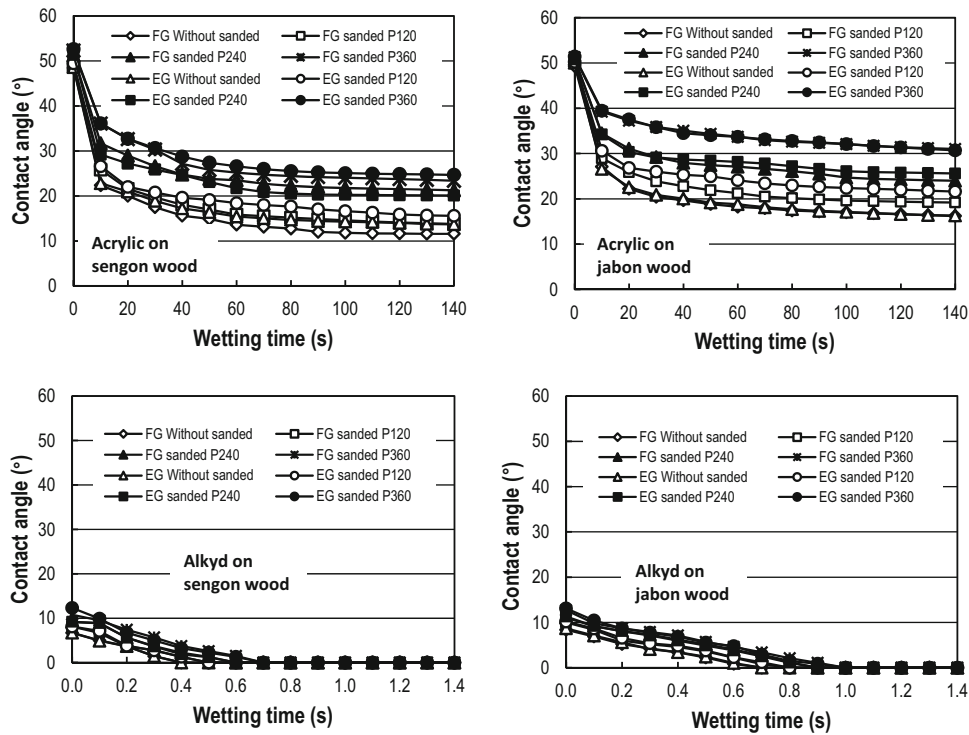 60
50
40
30
20
10
0
Contact angle (°)
FG Without sanded
FG sanded P120
FG sanded P240
FG sanded P360
EG Without sanded
EG sanded P120
EG sanded P240
EG sanded P360
Acrylic on
sengon wood
0 20 40 60 80 100 120 140
Wetting time (s)
60
50
40
30
20
10
0
Contact angle (°)
FG Without sanded
FG sanded P120
FG sanded P240
FG sanded P360
EG Without sanded
EG sanded P120
EG sanded P240
EG sanded P360
Acrylic on
jabon wood
0 20 40 60 80 100 120 140
Wetting time (s)
60
50
40
30
20
10
0
Contact angle (°)
FG Without sanded
FG sanded P120
FG sanded P240
FG sanded P360
EG Without sanded
EG sanded P120
EG sanded P240
EG sanded P360
Alkyd on
sengon wood
0.0 0.2 0.4 0.6 0.8 1.0 1.2 1.4
Wetting time (s)
60
50
40
30
20
10
0
Contact angle (°)
FG Without sanded
FG sanded P120
FG sanded P240
FG sanded P360
EG Without sanded
EG sanded P120
EG sanded P240
EG sanded P360
Alkyd on
jabon wood
0.0 0.2 0.4 0.6 0.8 1.0 1.2 1.4
Wetting time (s)